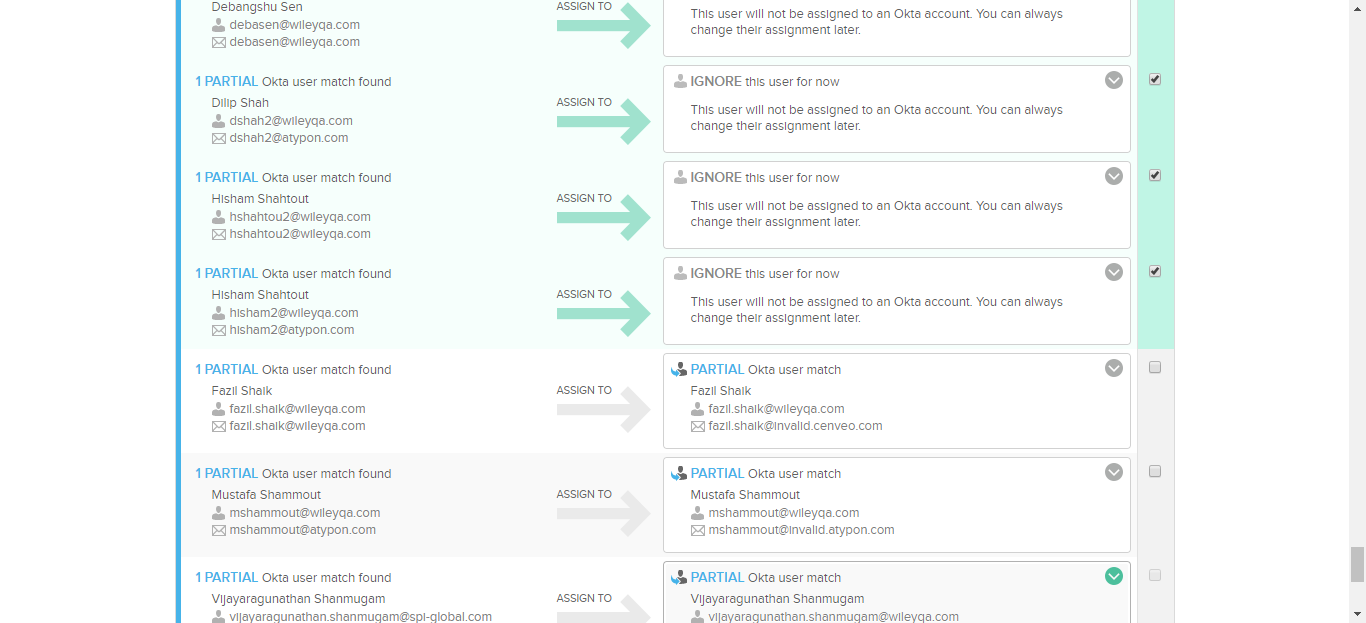 Debangshu Sen
debasen@wileyqa.com
debasen@wileyqa.com
ASSIGN TO
This user will not be assigned to an Okta account. You can always
change their assignment later.
1 PARTIAL Okta user match found
Dilip Shah
dshah2@wileyqa.com
dshah2@atypon.com
ASSIGN TO
IGNORE this user for now
This user will not be assigned to an Okta account. You can always
change their assignment later.
1 PARTIAL Okta user match found
Hisham Shahtout
hshahtou2@wileyqa.com
hshahtou2@wileyqa.com
ASSIGN TO
IGNORE this user for now
This user will not be assigned to an Okta account. You can always
change their assignment later.
1 PARTIAL Okta user match found
Hisham Shahtout
hisham2@wileyqa.com
hisham2@atypon.com
ASSIGN TO
IGNORE this user for now
This user will not be assigned to an Okta account. You can always
change their assignment later.
1 PARTIAL Okta user match found
Fazil Shaik
fazil.shaik@wileyqa.com
fazil.shaik@wileyqa.com
ASSIGN TO
PARTIAL Okta user match
Fazil Shaik
fazil.shaik@wileyqa.com
fazil.shaik@invalid.cenveo.com
1 PARTIAL Okta user match found
Mustafa Shammout
mshammout@wileyqa.com
mshammout@atypon.com
ASSIGN TO
PARTIAL Okta user match
Mustafa Shammout
mshammout@wileyqa.com
mshammout@invalid.atypon.com
1 PARTIAL Okta user match found
Vijayaragunathan Shanmugam
vijayaragunathan.shanmugam@spi-global.com
ASSIGN TO
PARTIAL Okta user match
Vijayaragunathan Shanmugam
vijayaragunathan.shanmugam@wileyqa.com